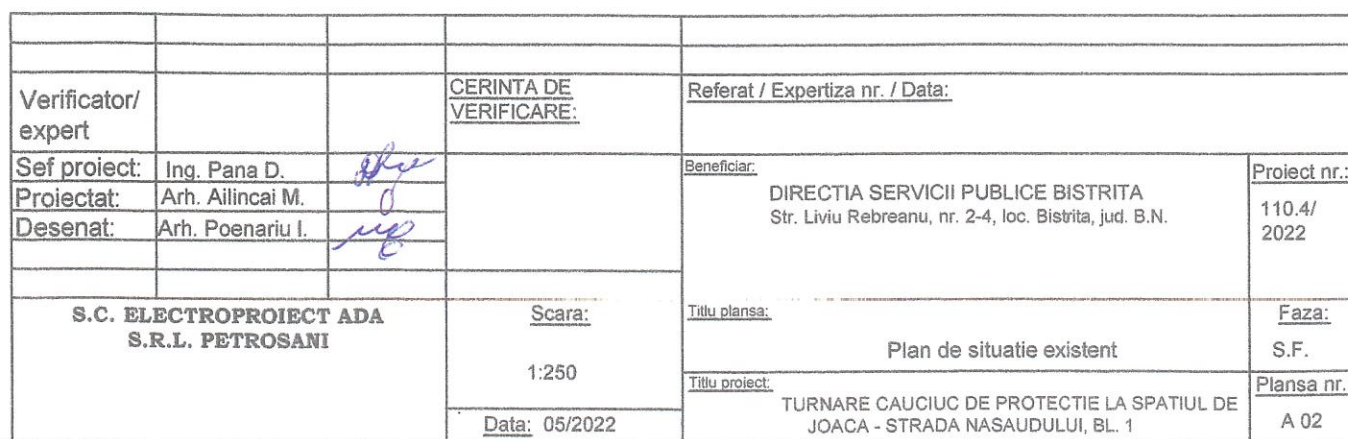 Verificator/
expert
CERINTA DE
VERIFICARE:
Referat / Expertiza nr. / Data:
Sef proiect:
Ing. Pana D.
Proiectat:
Arh. Ailincai M.
Desenat:
Arh. Poenariu I.
Beneficiar:
DIRECTIA SERVICII PUBLICE BISTRITA
Str. Liviu Rebreanu, nr. 2-4, loc. Bistrita, jud. B.N.
Proiect nr.:
110.4/
2022
S.C. ELECTROPROIECT ADA
S.R.L. PETROSANI
Scara:
1:250
Data: 05/2022
Titlu plansa:
Plan de situatie existent
Faza:
S.F.
Titlu proiect:
TURNARE CAUCIUC DE PROTECTIE LA SPATIUL DE
JOACA - STRADA NASAUDULUI, BL. 1
Plansa nr.
A 02